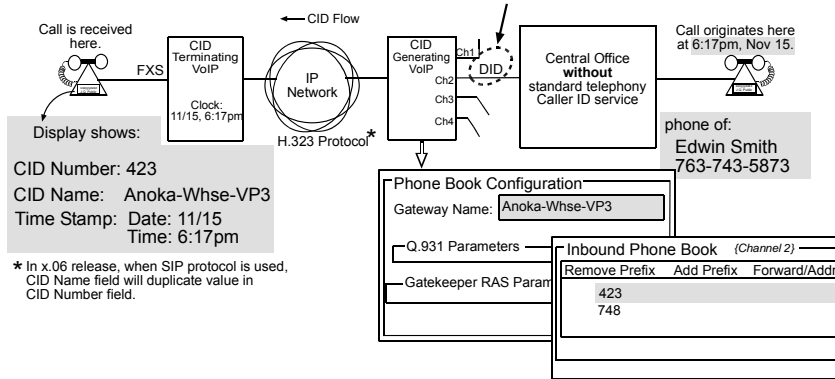 CID Flow
Call is received
here.
CID
Terminating
VoIP
Clock:
11/15, 6:17pm
FXS
IP
Network
H.323 Protocol*
CID
Generating
VoIP
Ch1
Ch2
Ch3
Ch4
DID
Central Office
without
standard telephony
Caller ID service
Call originates here
at 6:17pm, Nov 15.
phone of:
Edwin Smith
763-743-5873
Display shows:
CID Number: 423
CID Name: Anoka-Whse-VP3
Time Stamp: Date: 11/15
Time: 6:17pm
* In x.06 release, when SIP protocol is used,
CID Name field will duplicate value in
CID Number field.
Phone Book Configuration
Gateway Name: Anoka-Whse-VP3
Q.931 Parameters
Gatekeeper RAS Param
Inbound Phone Book {Channel 2}
Remove Prefix Add Prefix Forward/Addr
423
748